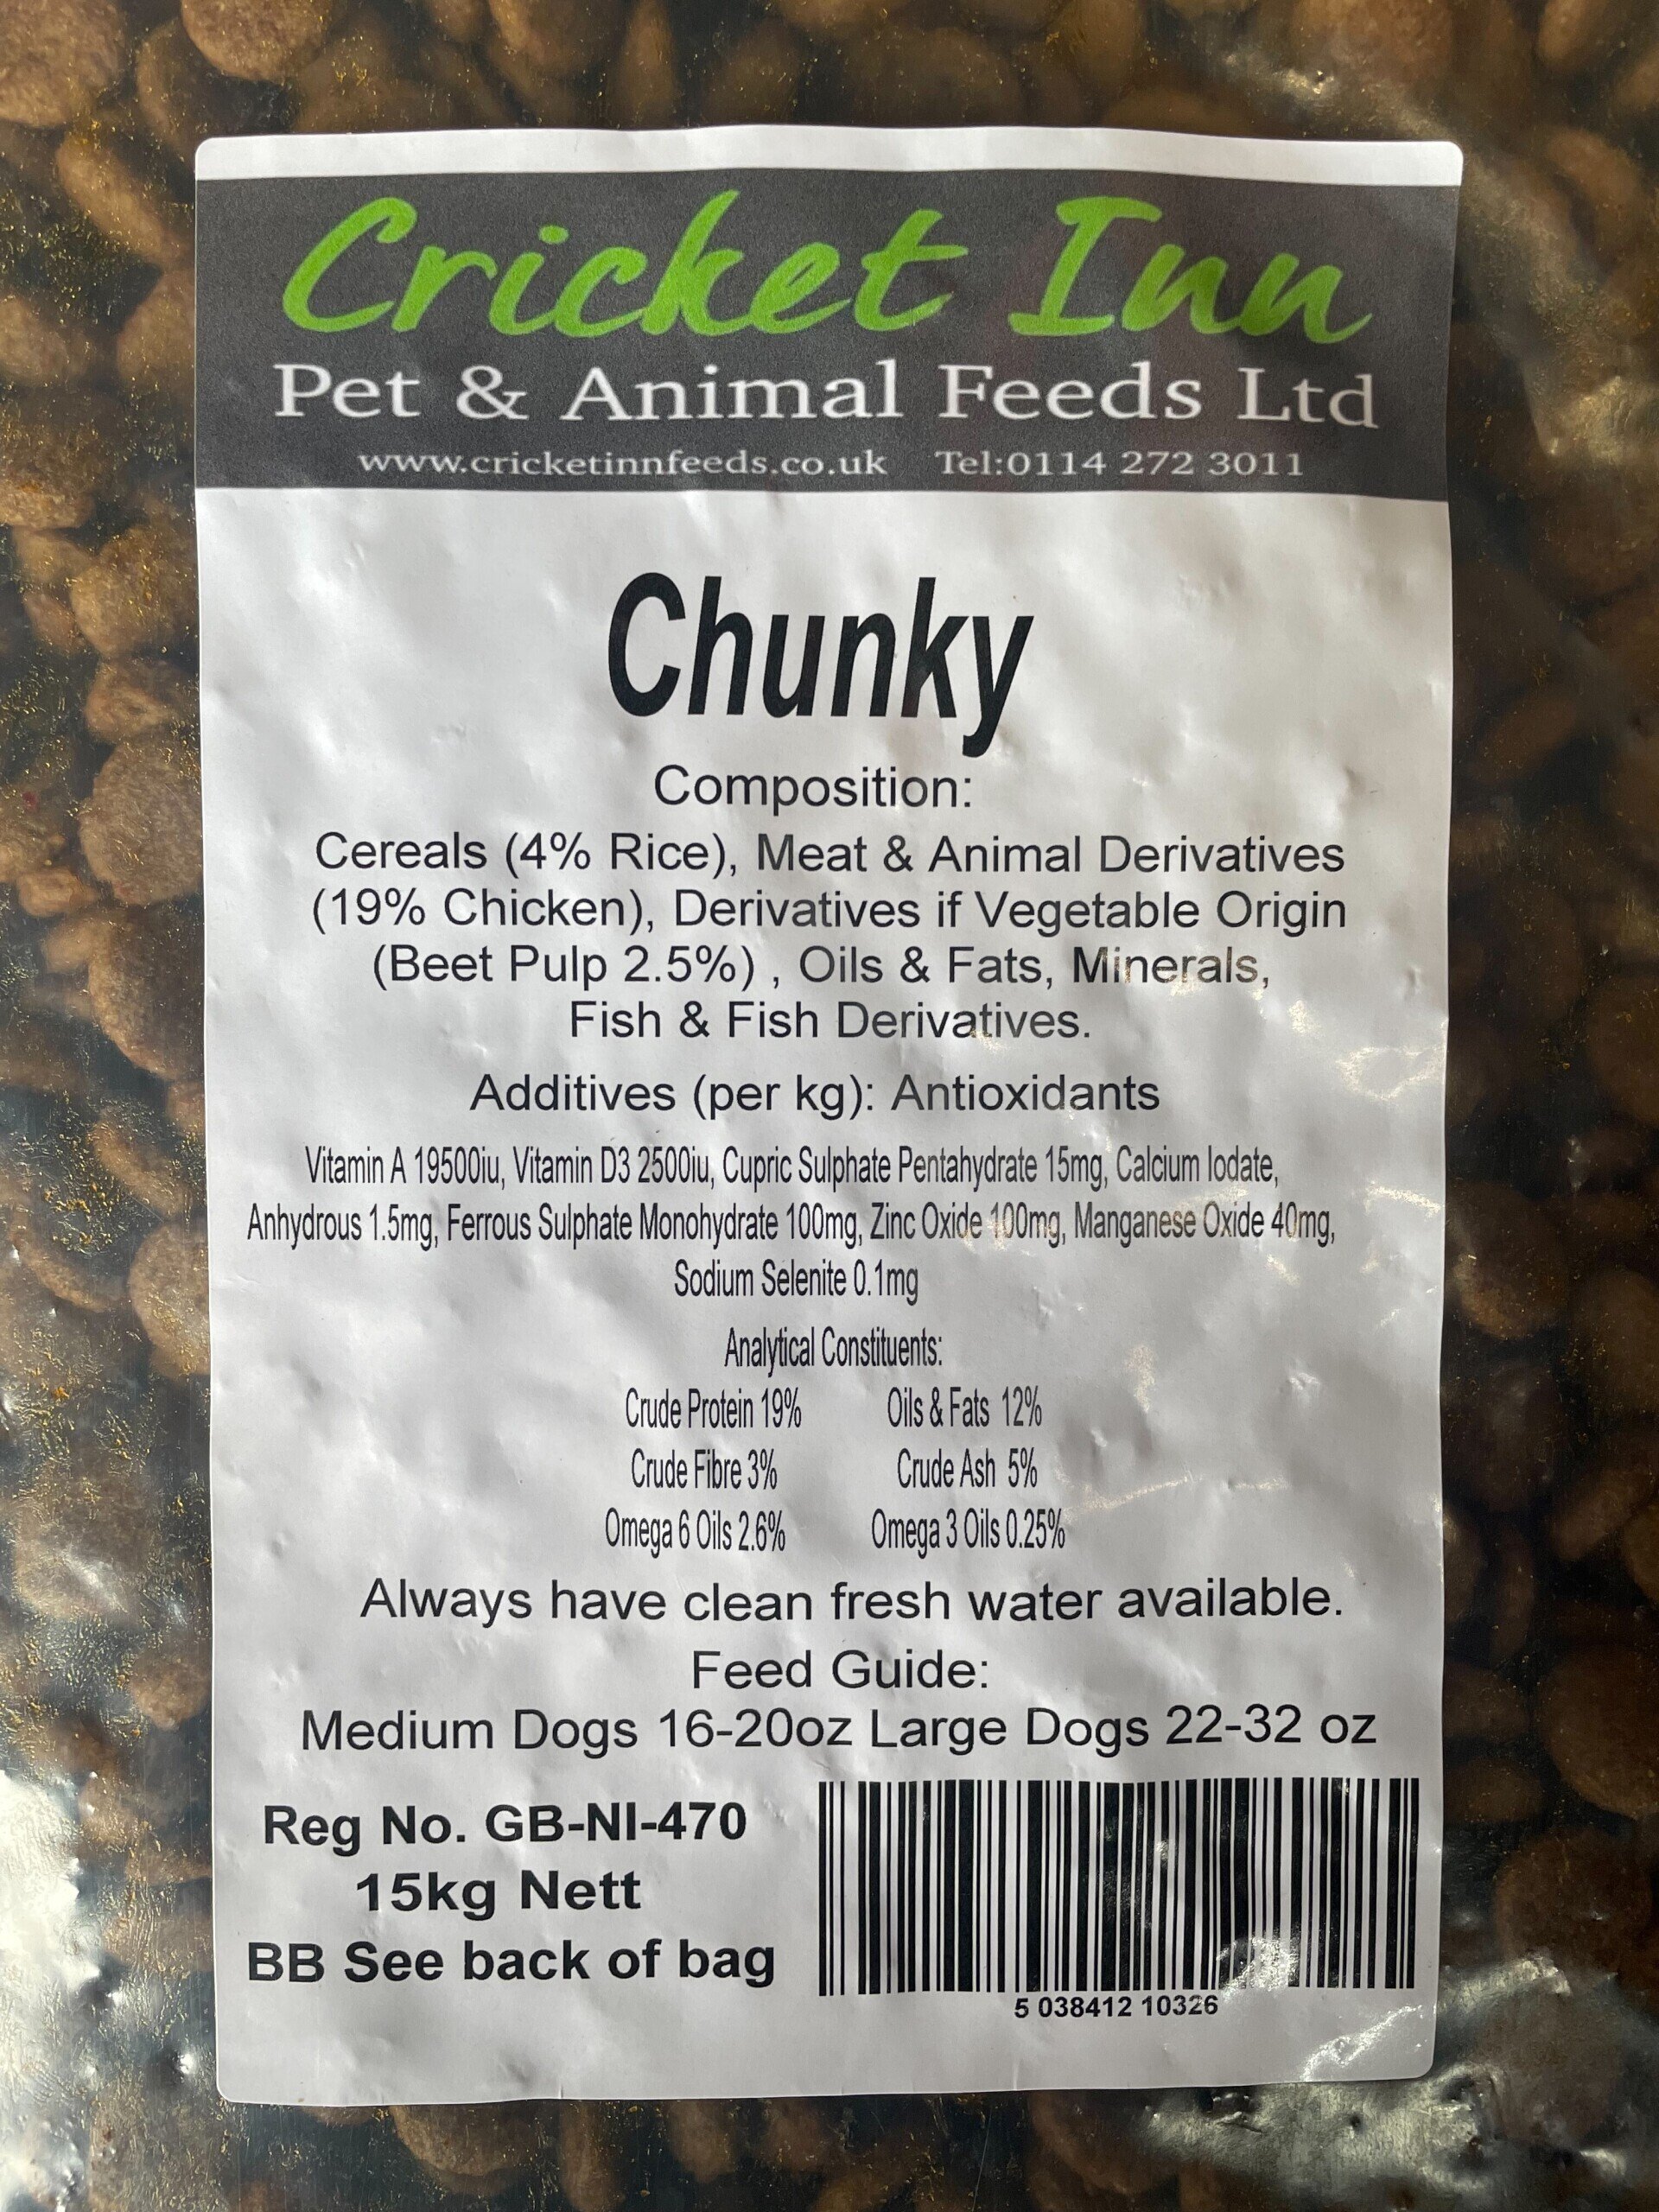 Cricket Inn
Pet & Animal Feeds Ltd
www.cricketinnfeeds.co.uk Tel:0114 272 3011
Chunky
Composition:
Cereals (4% Rice), Meat & Animal Derivatives
(19% Chicken), Derivatives if Vegetable Origin
(Beet Pulp 2.5%) , Oils & Fats, Minerals,
Fish & Fish Derivatives.
Additives (per kg): Antioxidants
Vitamin A 19500iu, Vitamin D3 2500iu, Cupric Sulphate Pentahydrate 15mg, Calcium Iodate,
Anhydrous 1.5mg, Ferrous Sulphate Monohydrate 100mg, Zinc Oxide 100mg, Manganese Oxide 40mg,
Sodium Selenite 0.1mg
Analytical Constituents:
Crude Protein 19% Oils & Fats 12%
Crude Fibre 3% Crude Ash 5%
Omega 6 Oils 2.6% Omega 3 Oils 0.25%
Always have clean fresh water available.
Feed Guide:
Medium Dogs 16-20oz Large Dogs 22-32 oz
Reg No. GB-NI-470
15kg Nett
BB See back of bag
5 038412 10326